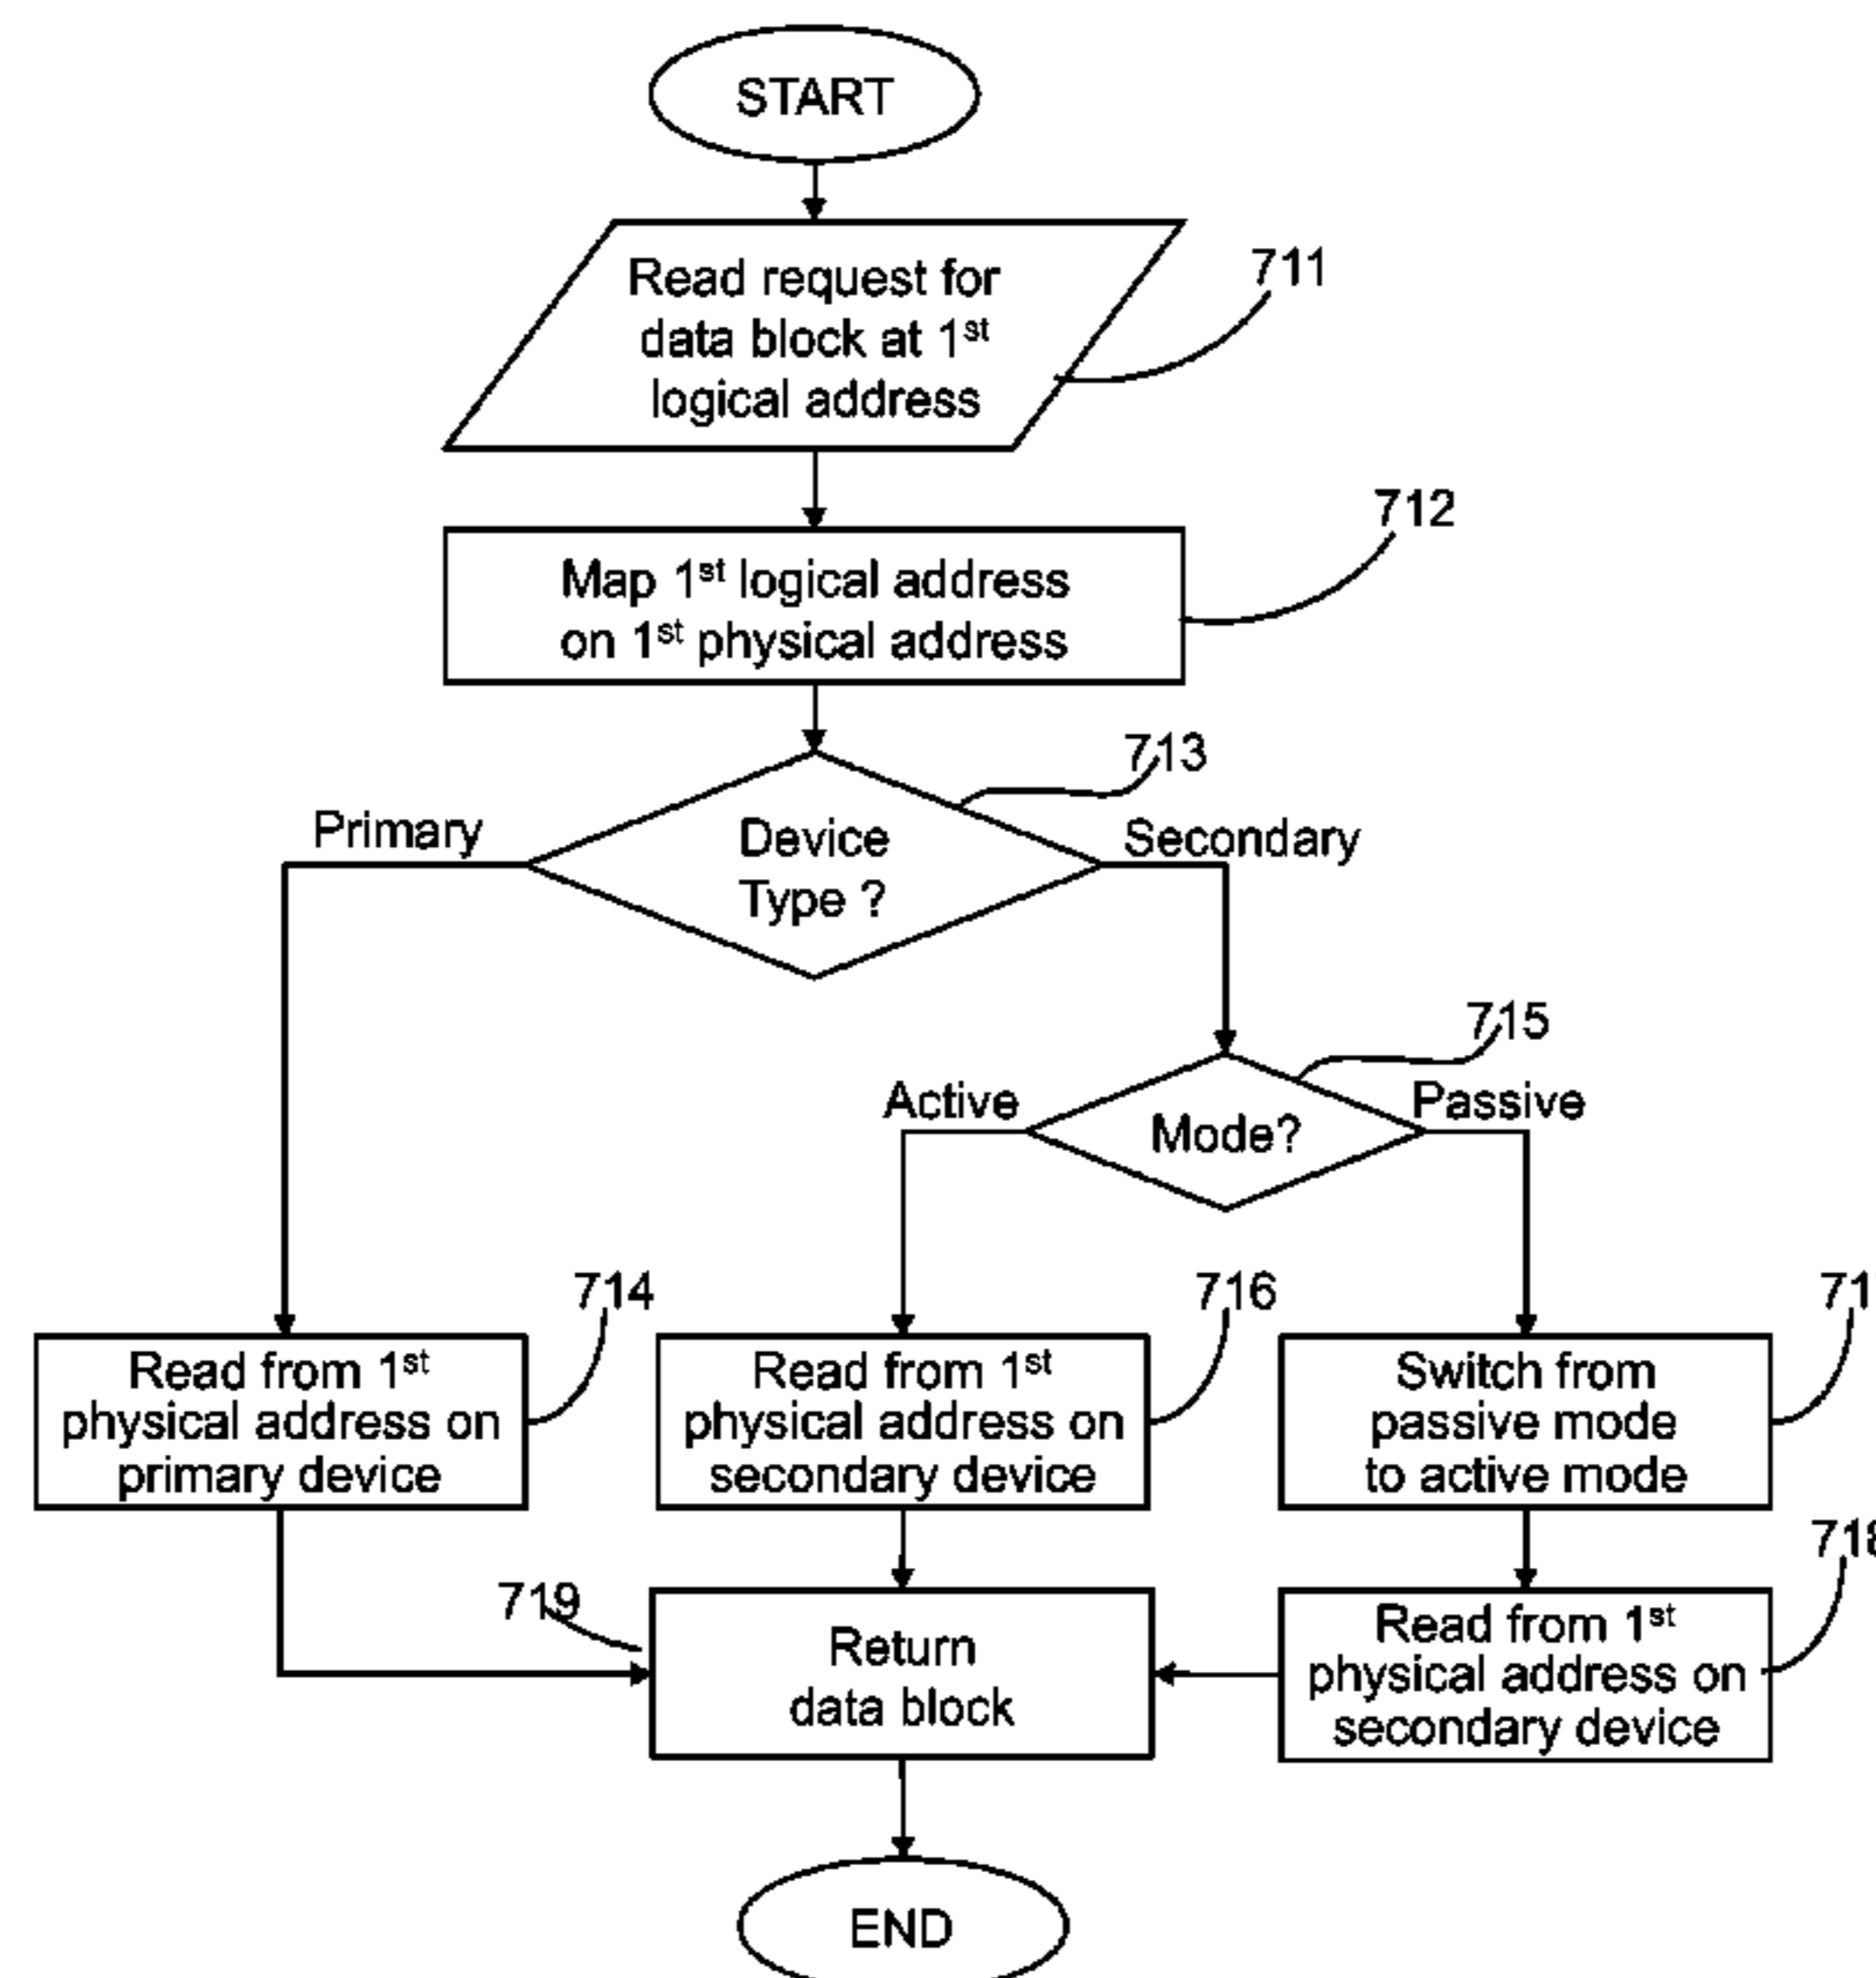 START
Read request for
data block at 1st
logical address
711
Map 1st logical address
on 1st physical address
712
713
Primary
Device
Type ?
Secondary
715
Active
Mode?
Passive
714
Read from 1st
physical address on
primary device
716
Read from 1st
physical address on
secondary device
71
Switch from
passive mode
to active mode
719
Return
data block
718
Read from 1st
physical address on
secondary device
END